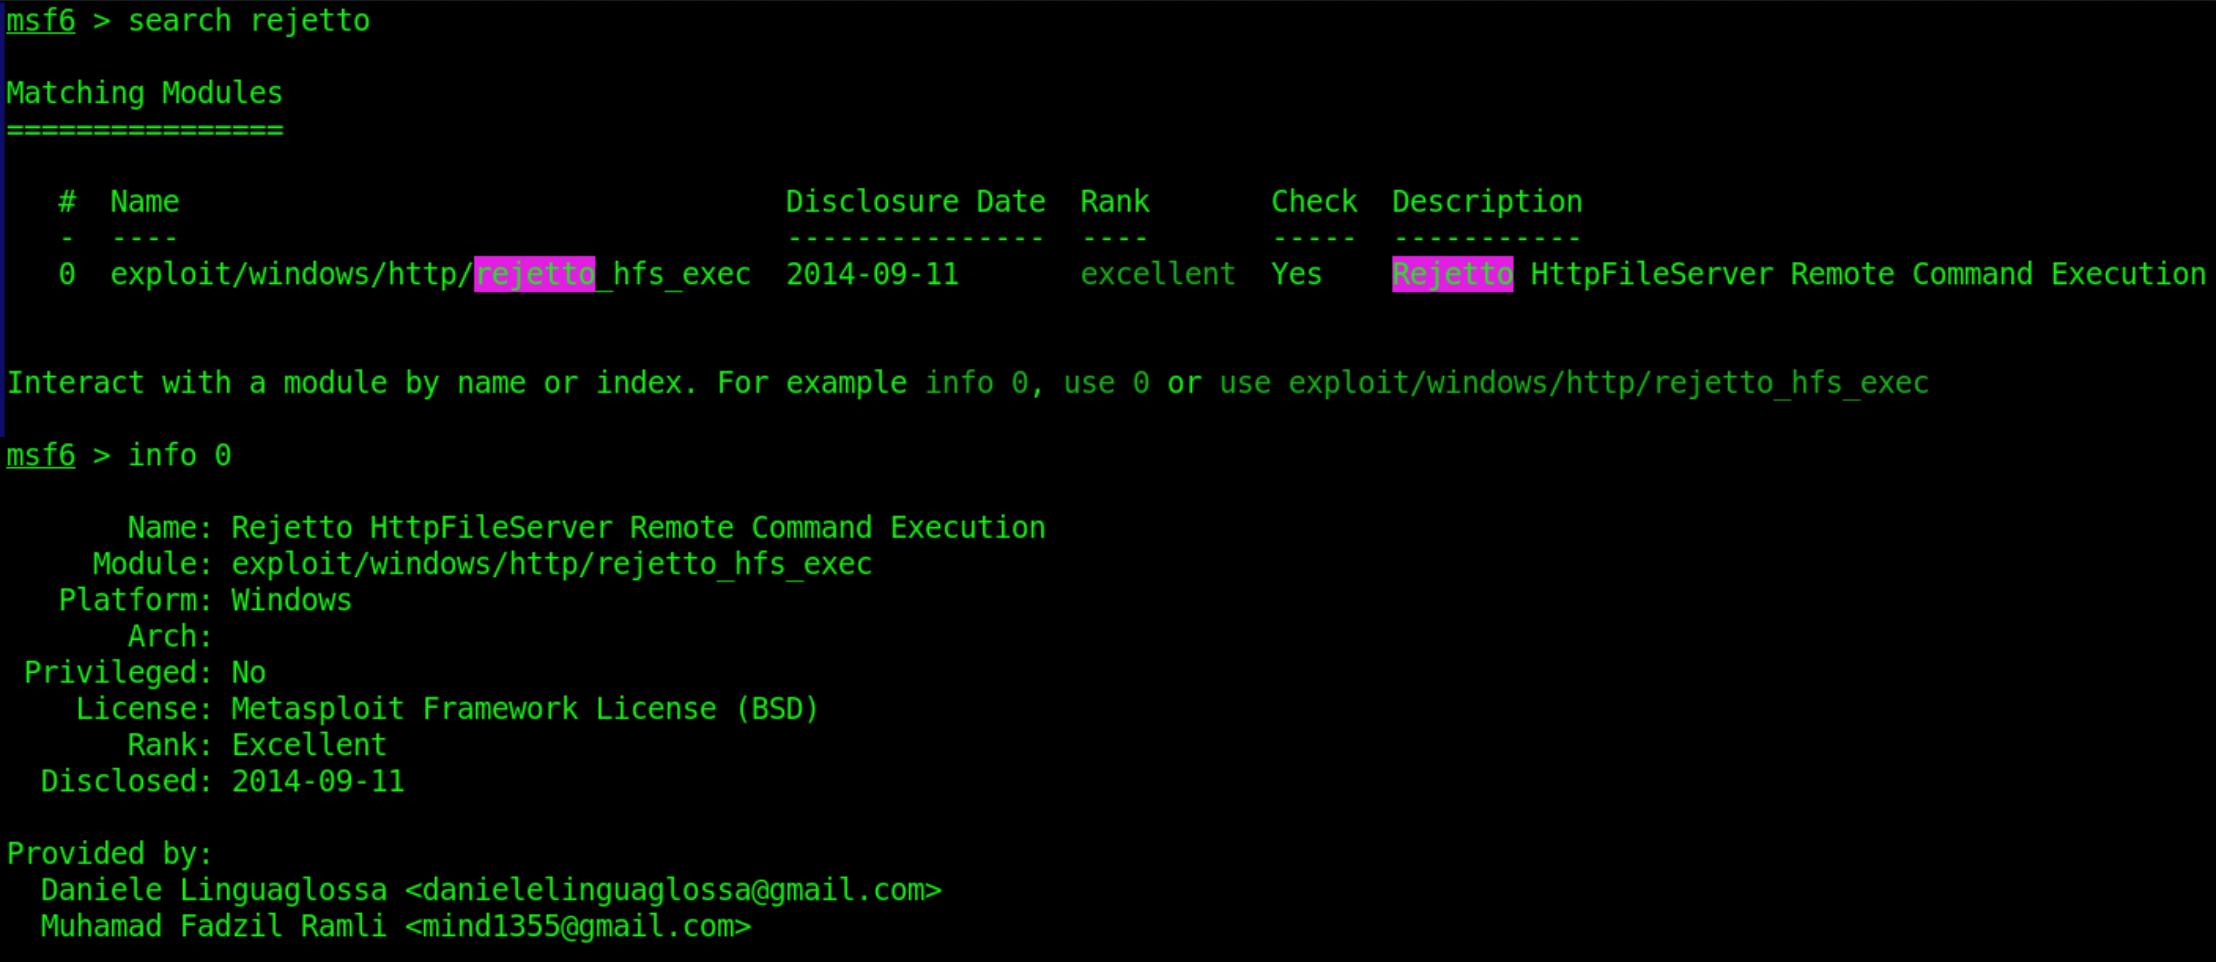 msf6 > search rejetto
Matching Modules
================
#  Name                                   Disclosure Date  Rank       Check  Description
-  ----                                   ---------------  ----       -----  -----------
0  exploit/windows/http/rejetto_hfs_exec  2014-09-11       excellent  Yes    Rejetto HttpFileServer Remote Command Execution
Interact with a module by name or index. For example info 0, use 0 or use exploit/windows/http/rejetto_hfs_exec
msf6 > info 0
Name: Rejetto HttpFileServer Remote Command Execution
Module: exploit/windows/http/rejetto_hfs_exec
Platform: Windows
Arch:
Privileged: No
License: Metasploit Framework License (BSD)
Rank: Excellent
Disclosed: 2014-09-11
Provided by:
Daniele Linguaglossa <danielelinguaglossa@gmail.com>
Muhamad Fadzil Ramli <mind1355@gmail.com>